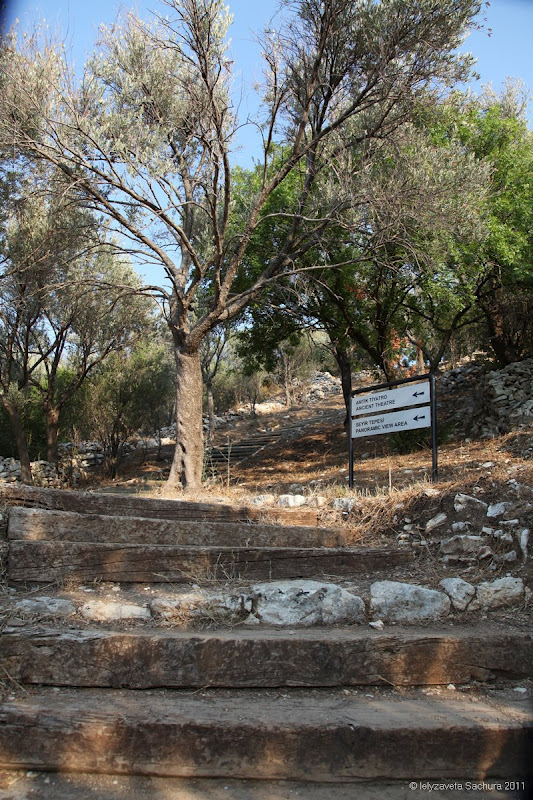 ANTİK TİYATRO
ANCIENT THEATRE
SEYİR TEPESİ
PANORAMIC VIEW AREA
© Ielyzaveta Sachura 2011